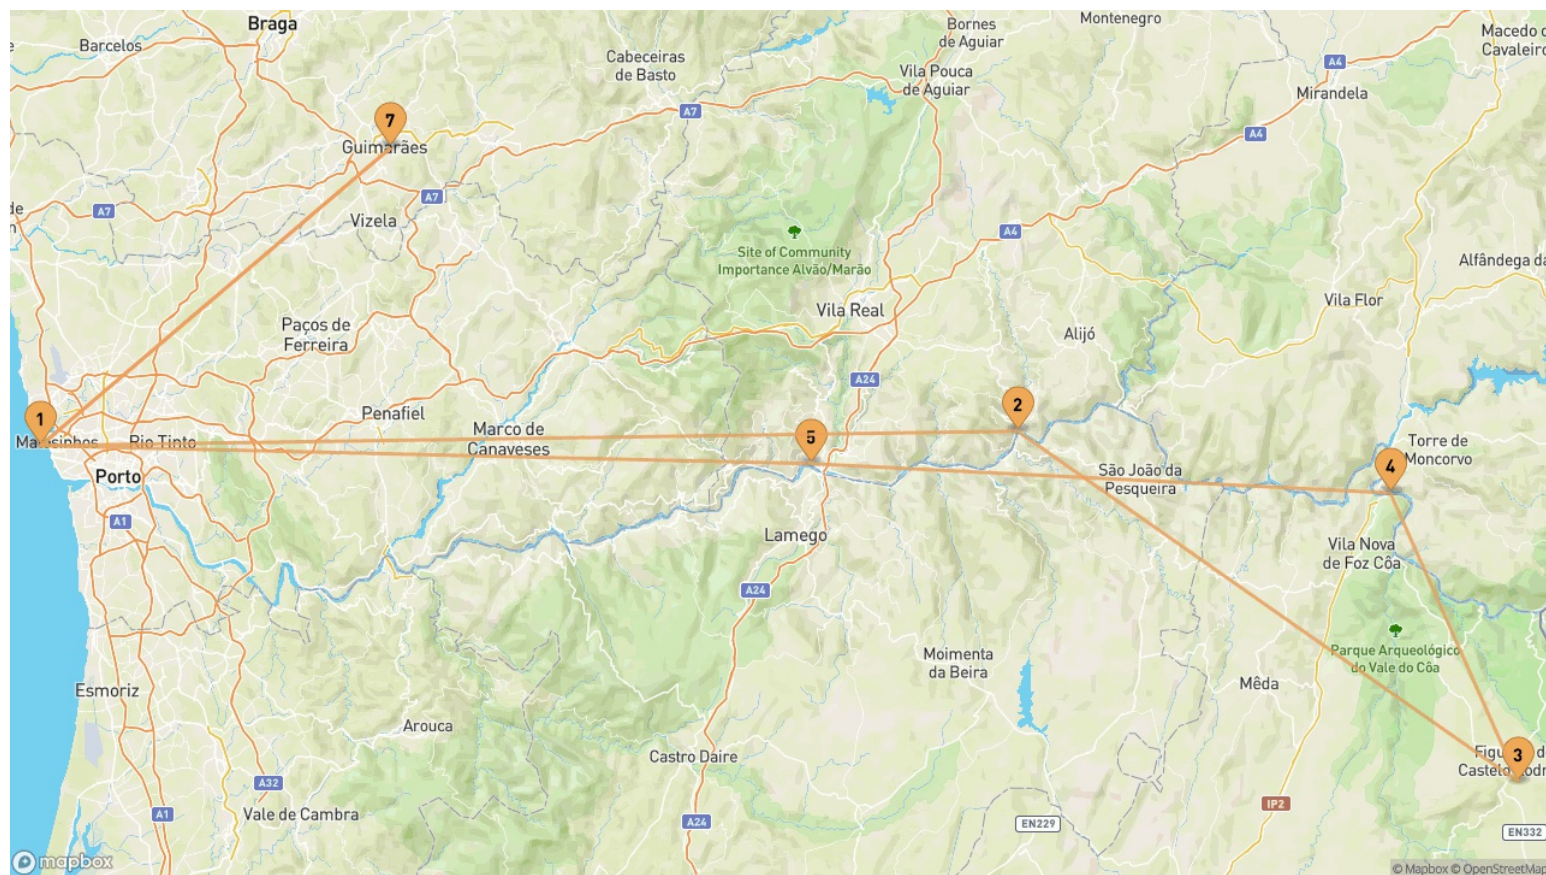 Braga
Barcelos
Bornes
de Aguiar
Montenegro
Macedo
Cavaleiro
Cabeceiras
de Basto
Vila Pouca
de Aguiar
A4
Mirandela
A7
A4
7
Guimarães
A7
A7
Vizela
A4
Site of Community
Importance Alvão/Marão
Alfândega da
Vila Real
Vila Flor
Paços de
Ferreira
Alijó
A24
1
Matosinhos
Rio Tinto
Penafiel
Marco de
Canaveses
5
2
Torre de
Moncorvo
4
Porto
São João da
Pesqueira
A1
Lamego
Vila Nova
de Foz Côa
A24
Parque Arqueológico
do Vale do Côa
Moimenta
da Beira
Mêda
Esmoriz
Arouca
Castro Daire
3
A32
Vale de Cambra
A1
A24
EN229
IP2
EN332
mapbox
© Mapbox © OpenStreetMap